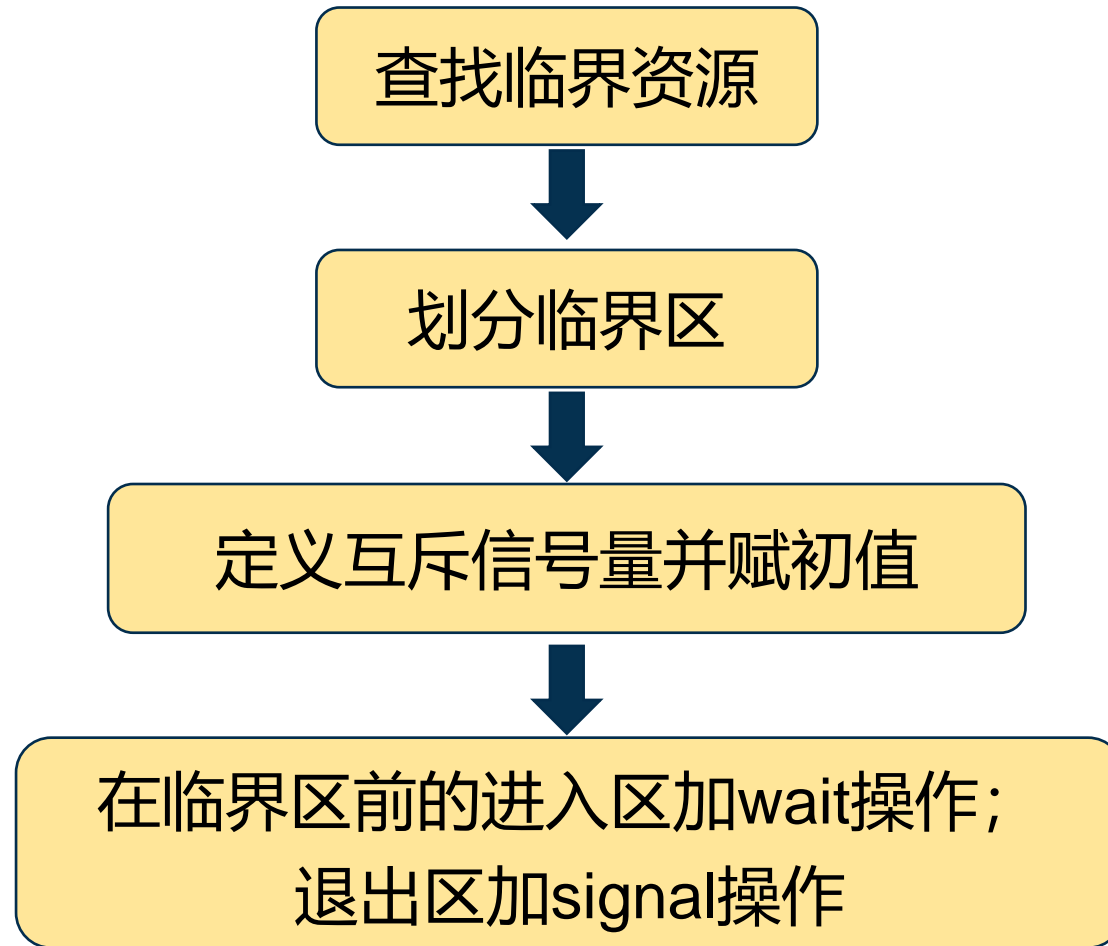 查找临界资源
划分临界区
定义互斥信号量并赋初值
在临界区前的进入区加wait操作；
退出区加signal操作